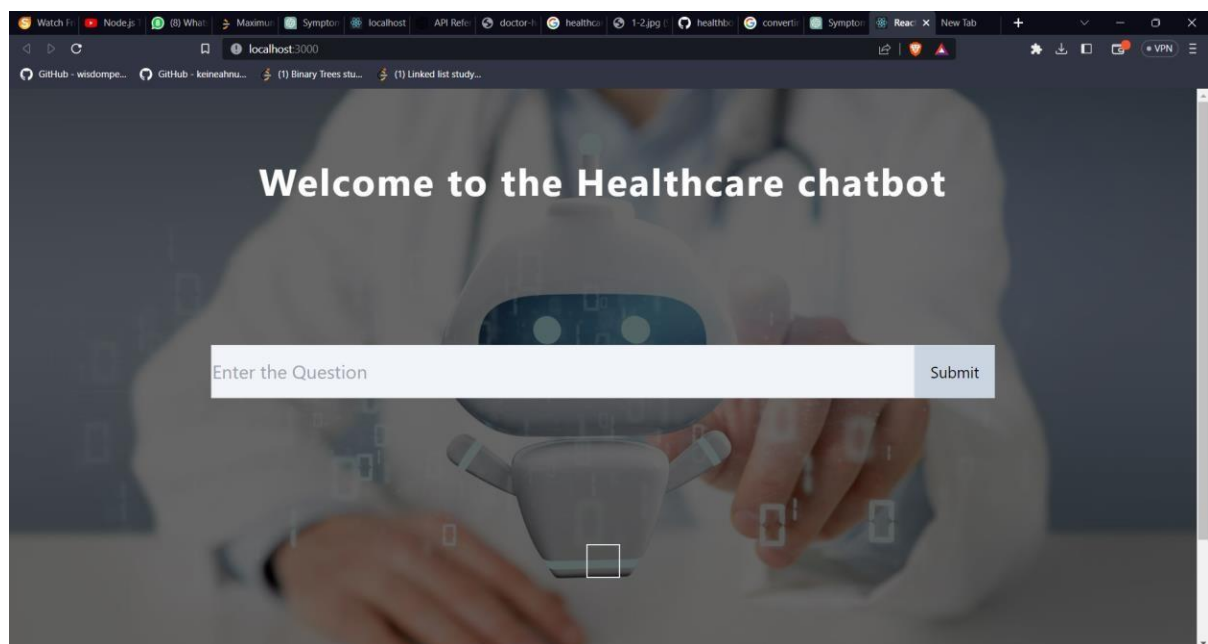 Watch Fr Node.js T (8) What Maximu Sympton localhost API Refer doctor-h healthca 1-2.jpg ( healthbo convertin Sympton Reac New Tab
localhost:3000 VPN
GitHub - wisdompe... GitHub - keineahnu... (1) Binary Trees stu... (1) Linked list study...
Welcome to the Healthcare chatbot
Enter the Question Submit